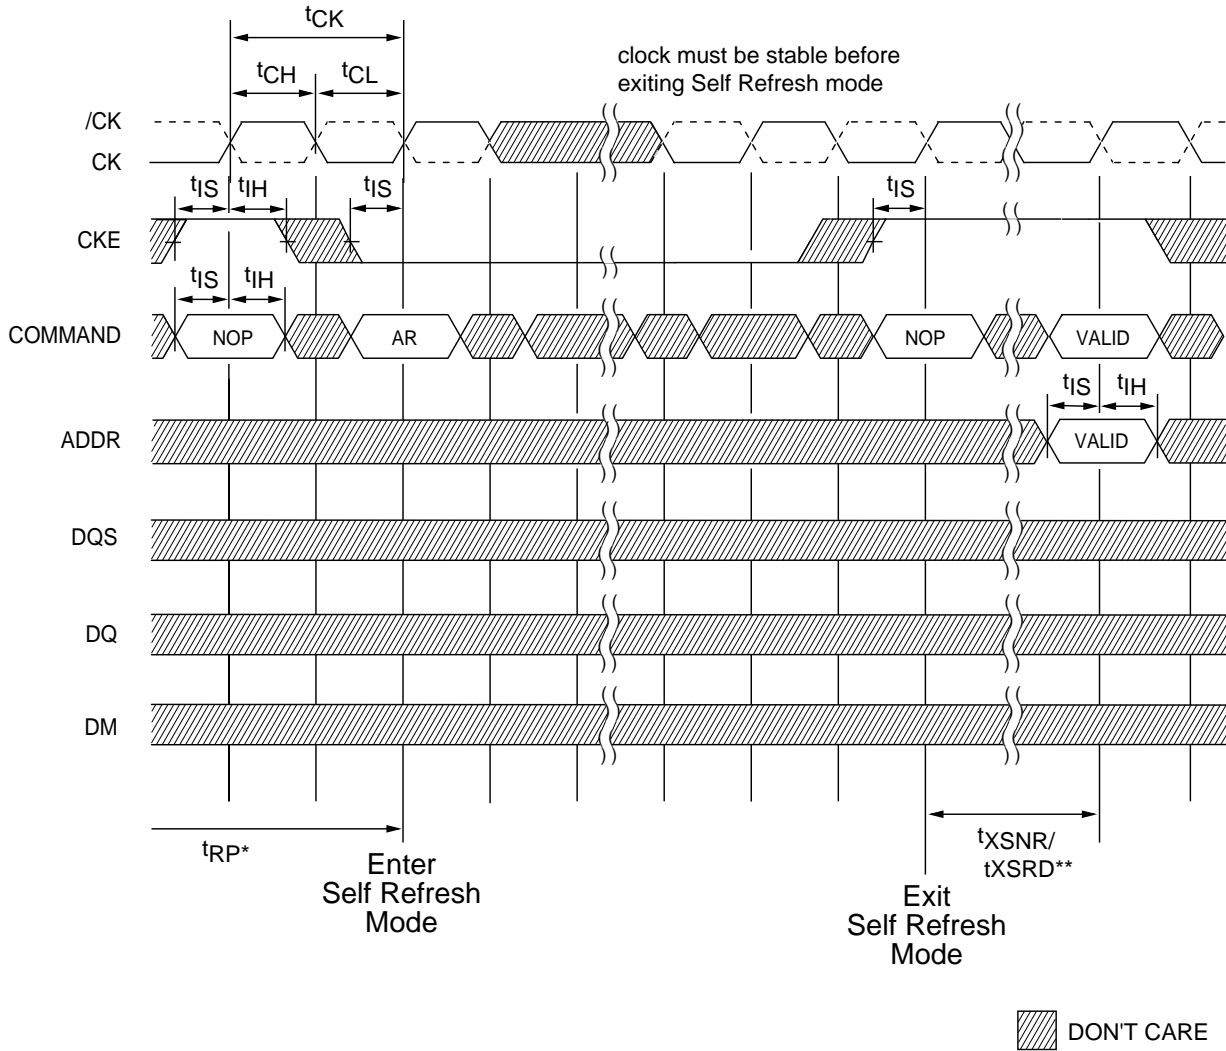 tCK
clock must be stable before
exiting Self Refresh mode
tCH
tCL
/CK
CK
tIS
tIH
tIS
tIS
CKE
tIS
tIH
COMMAND
NOP
AR
NOP
VALID
tIS
tIH
ADDR
VALID
DQS
DQ
DM
tRP*
Enter
Self Refresh
Mode
tXSNR/
tXSRD**
Exit
Self Refresh
Mode
DON'T CARE